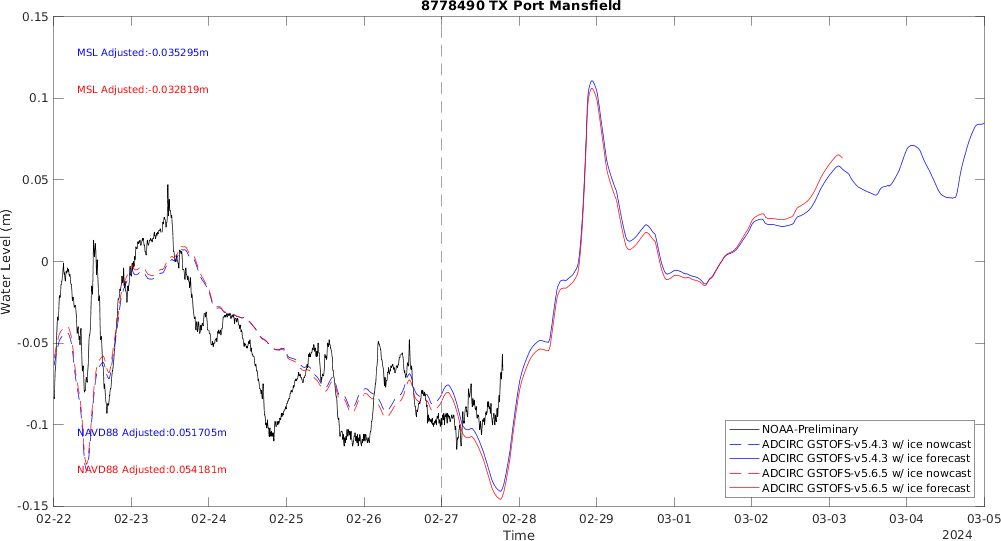 8778490 TX Port Mansfield
0.15
0.1
0.05
0
-0.05
-0.1
-0.15
Water Level (m)
MSL Adjusted:-0.035295m
MSL Adjusted:-0.032819m
NAVD88 Adjusted:0.051705m
NAVD88 Adjusted:0.054181m
NOAA-Preliminary
ADCIRC GSTOFS-v5.4.3 w/ ice nowcast
ADCIRC GSTOFS-v5.4.3 w/ ice forecast
ADCIRC GSTOFS-v5.6.5 w/ ice nowcast
ADCIRC GSTOFS-v5.6.5 w/ ice forecast
02-22 02-23 02-24 02-25 02-26 02-27 02-28 02-29 03-01 03-02 03-03 03-04 03-05
Time
2024